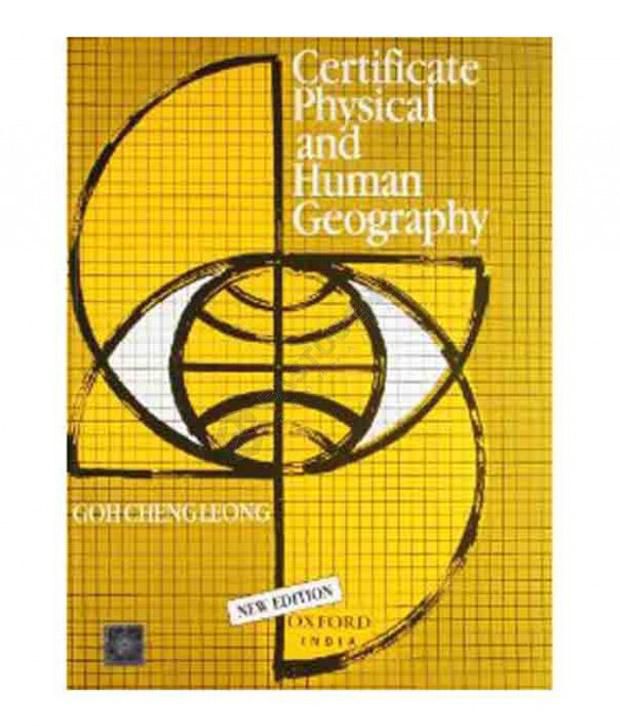 Certificate
Physical
and
Human
Geography
GOH CHENG LEONG
NEW EDITION
OXFORD
INDIA